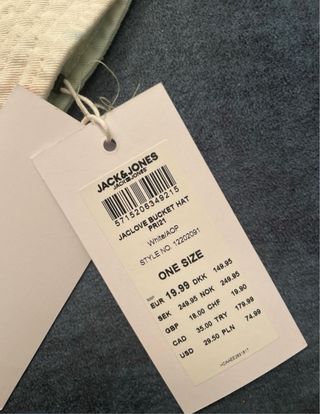 JACK&JONES
JACK&JONES
5715206349215
JACLOVE BUCKET HAT
PRI21
White/AOP
STYLE NO 12202091
ONE SIZE
EUR 19.99 DKK 149.95
SEK 249.95 NOK 249.95
GBP 18.00 CHF 19.90
CAD 35.00 TRY 179.99
USD 29.50 PLN 74.99